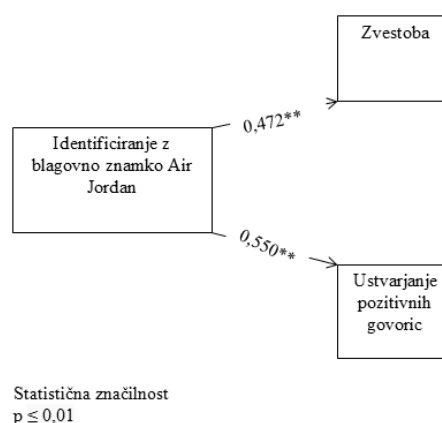 Zvestoba
0,472**
Identificiranje z
blagovno znamko Air
Jordan
0,550**
Ustvarjanje
pozitivnih
govoric
Statistična značilnost
p ≤ 0,01